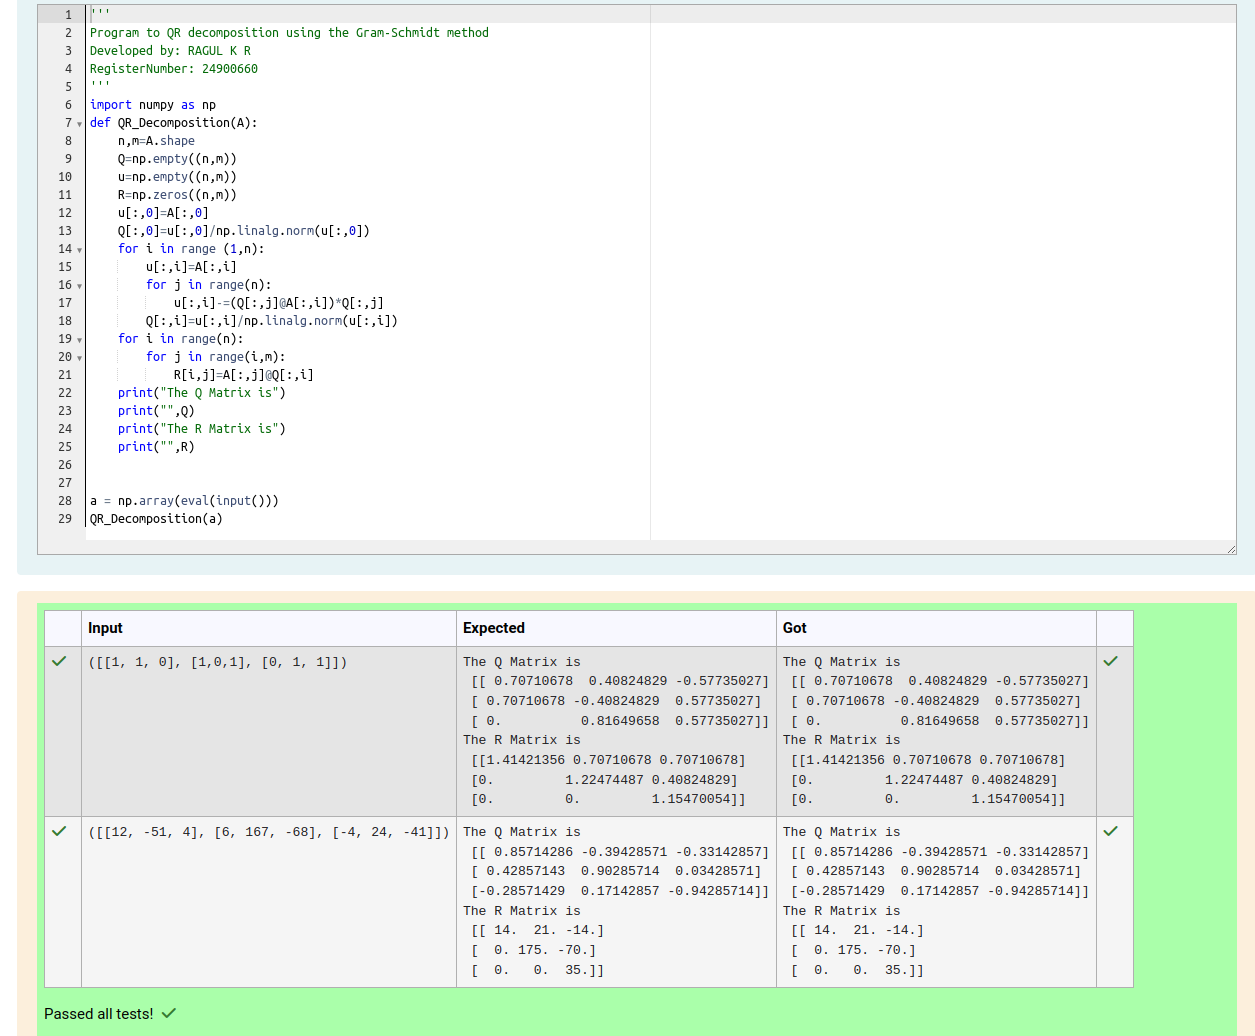 1 '''
2 Program to QR decomposition using the Gram-Schmidt method
3 Developed by: RAGUL K R
4 RegisterNumber: 24900660
5 '''
6 import numpy as np
7 def QR_Decomposition(A):
8     n,m=A.shape
9     Q=np.empty((n,m))
10     u=np.empty((n,m))
11     R=np.zeros((n,m))
12     u[:,0]=A[:,0]
13     Q[:,0]=u[:,0]/np.linalg.norm(u[:,0])
14     for i in range (1,n):
15         u[:,i]=A[:,i]
16         for j in range(n):
17             u[:,i]-=(Q[:,j]@A[:,i])*Q[:,j]
18         Q[:,i]=u[:,i]/np.linalg.norm(u[:,i])
19     for i in range(n):
20         for j in range(i,m):
21             R[i,j]=A[:,j]@Q[:,i]
22     print("The Q Matrix is")
23     print("",Q)
24     print("The R Matrix is")
25     print("",R)
26
27
28 a = np.array(eval(input()))
29 QR_Decomposition(a)
Input Expected Got
([[1, 1, 0], [1,0,1], [0, 1, 1]])
The Q Matrix is
 [[ 0.70710678  0.40824829 -0.57735027]
 [ 0.70710678 -0.40824829  0.57735027]
 [ 0.          0.81649658  0.57735027]]
The R Matrix is
 [[1.41421356 0.70710678 0.70710678]
 [0.         1.22474487 0.40824829]
 [0.         0.         1.15470054]]
The Q Matrix is
 [[ 0.70710678  0.40824829 -0.57735027]
 [ 0.70710678 -0.40824829  0.57735027]
 [ 0.          0.81649658  0.57735027]]
The R Matrix is
 [[1.41421356 0.70710678 0.70710678]
 [0.         1.22474487 0.40824829]
 [0.         0.         1.15470054]]
([[12, -51, 4], [6, 167, -68], [-4, 24, -41]])
The Q Matrix is
 [[ 0.85714286 -0.39428571 -0.33142857]
 [ 0.42857143  0.90285714  0.03428571]
 [-0.28571429  0.17142857 -0.94285714]]
The R Matrix is
 [[ 14.  21. -14.]
 [  0. 175. -70.]
 [  0.   0.  35.]]
The Q Matrix is
 [[ 0.85714286 -0.39428571 -0.33142857]
 [ 0.42857143  0.90285714  0.03428571]
 [-0.28571429  0.17142857 -0.94285714]]
The R Matrix is
 [[ 14.  21. -14.]
 [  0. 175. -70.]
 [  0.   0.  35.]]
Passed all tests!